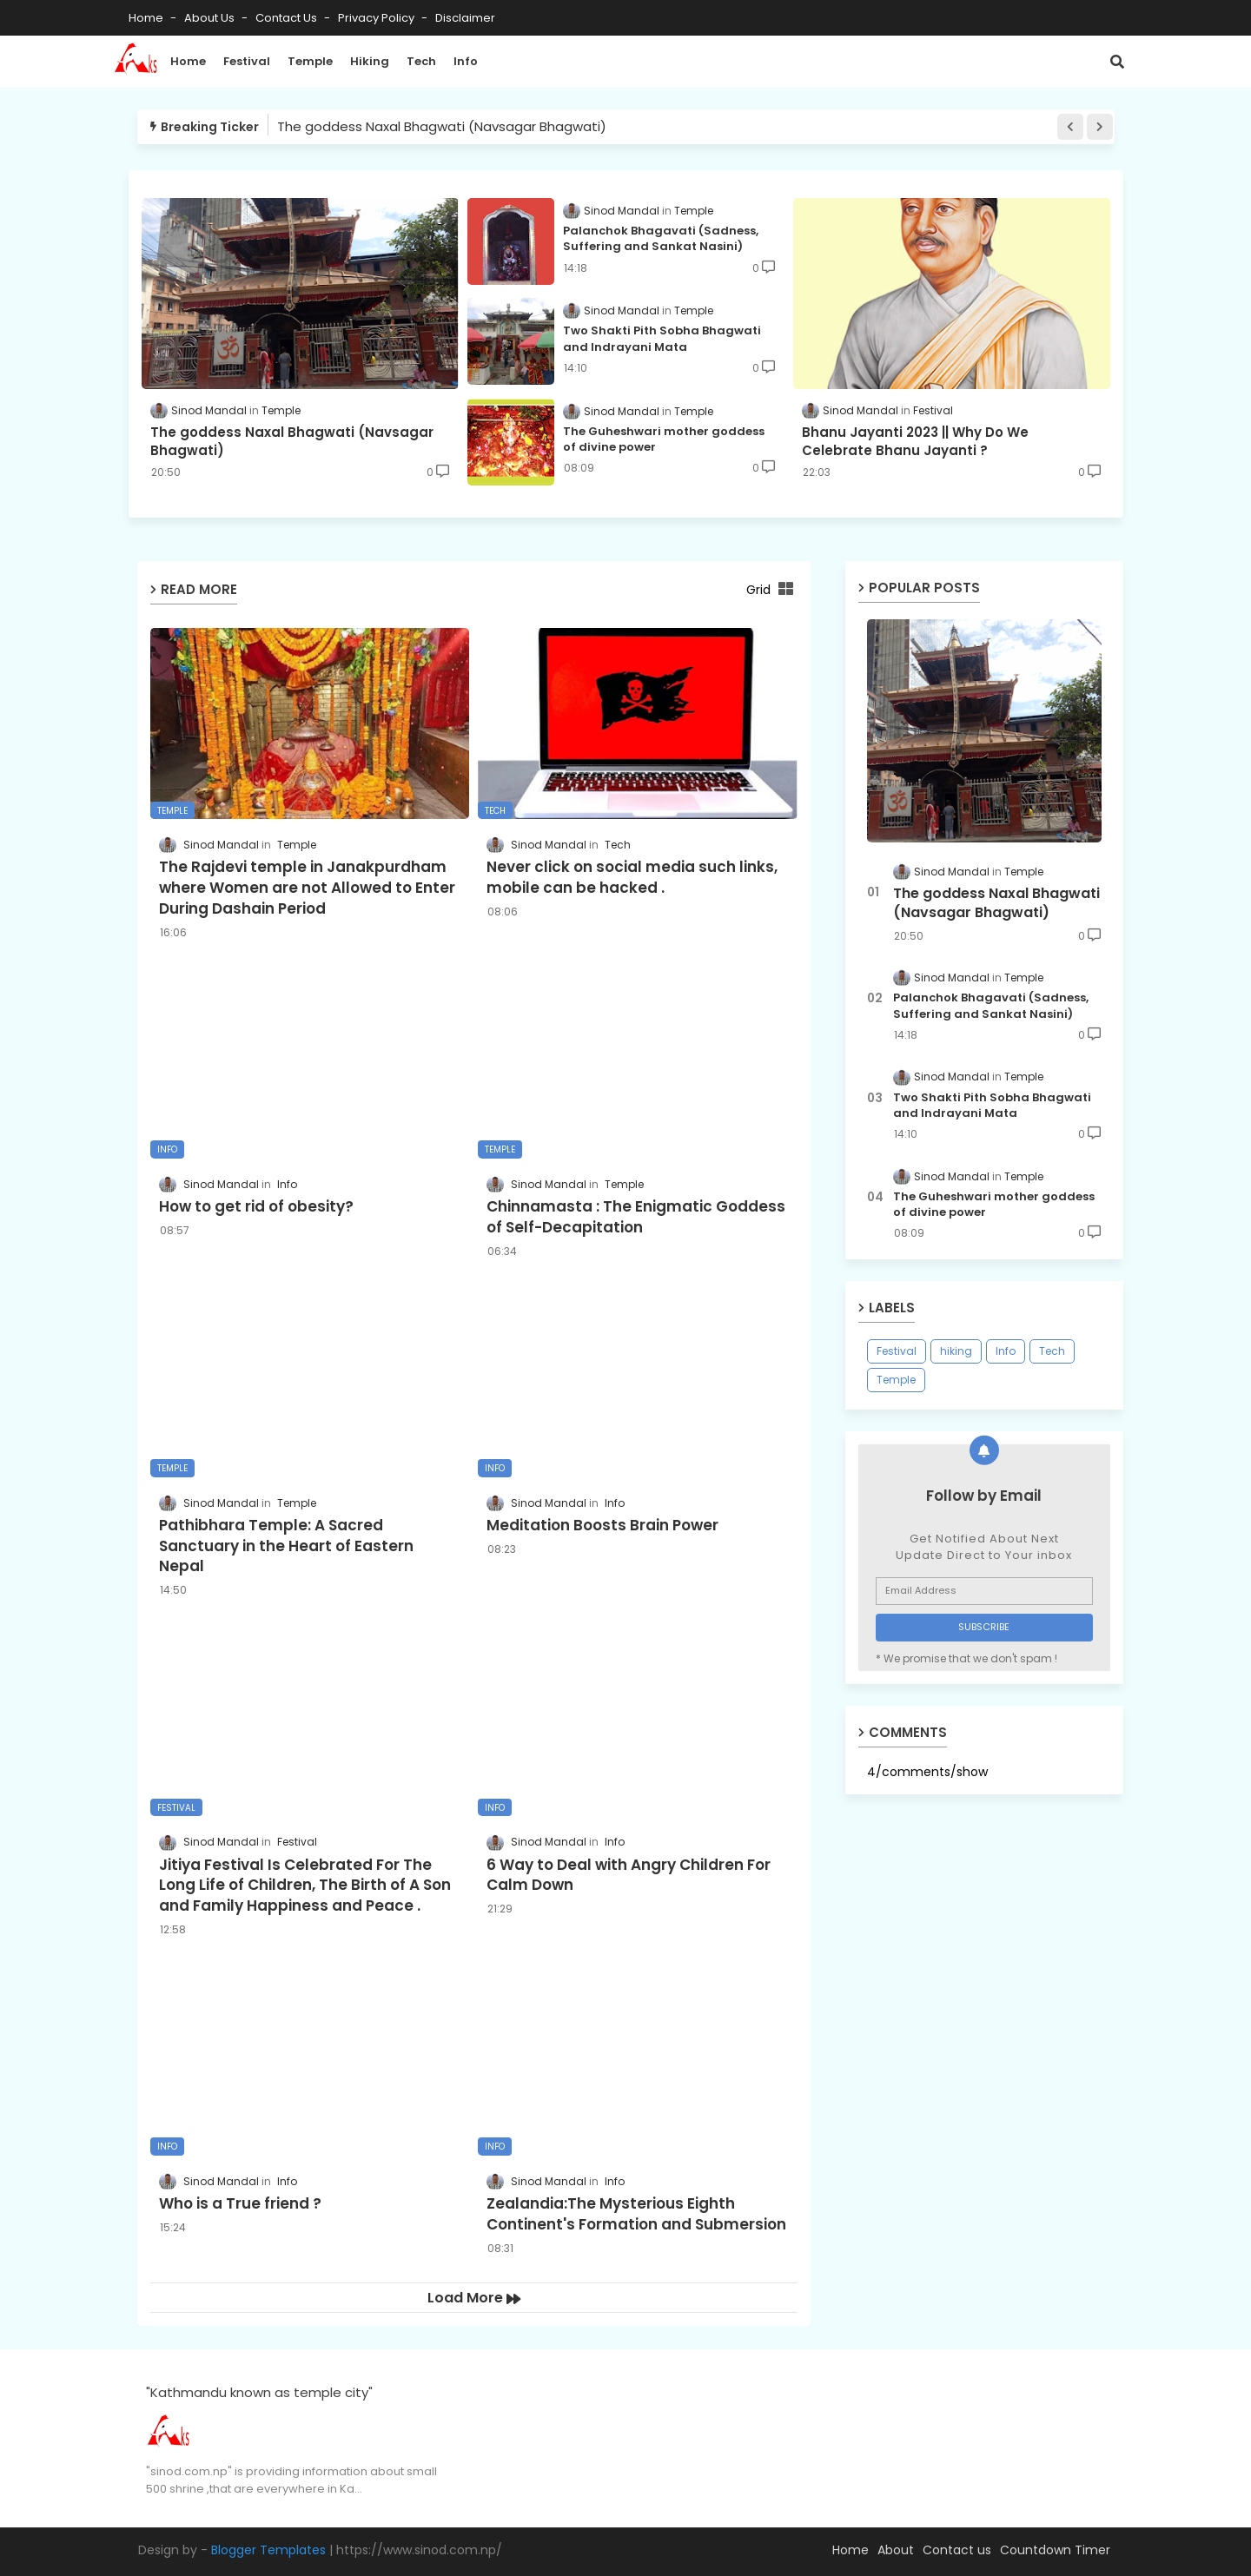 Home - About Us - Contact Us - Privacy Policy - Disclaimer
Home Festival Temple Hiking Tech Info
Breaking Ticker The goddess Naxal Bhagwati (Navsagar Bhagwati)
Sinod Mandal in Temple
The goddess Naxal Bhagwati (Navsagar
Bhagwati)
20:50 0
Sinod Mandal in Temple
Palanchok Bhagavati (Sadness,
Suffering and Sankat Nasini)
14:18 0
Sinod Mandal in Temple
Two Shakti Pith Sobha Bhagwati
and Indrayani Mata
14:10 0
Sinod Mandal in Temple
The Guheshwari mother goddess
of divine power
08:09 0
Sinod Mandal in Festival
Bhanu Jayanti 2023 || Why Do We
Celebrate Bhanu Jayanti ?
22:03 0
READ MORE
Grid
TEMPLE
Sinod Mandal in Temple
The Rajdevi temple in Janakpurdham
where Women are not Allowed to Enter
During Dashain Period
16:06
TECH
Sinod Mandal in Tech
Never click on social media such links,
mobile can be hacked .
08:06
INFO
Sinod Mandal in Info
How to get rid of obesity?
08:57
TEMPLE
Sinod Mandal in Temple
Chinnamasta : The Enigmatic Goddess
of Self-Decapitation
06:34
TEMPLE
Sinod Mandal in Temple
Pathibhara Temple: A Sacred
Sanctuary in the Heart of Eastern
Nepal
14:50
INFO
Sinod Mandal in Info
Meditation Boosts Brain Power
08:23
FESTIVAL
Sinod Mandal in Festival
Jitiya Festival Is Celebrated For The
Long Life of Children, The Birth of A Son
and Family Happiness and Peace .
12:58
INFO
Sinod Mandal in Info
6 Way to Deal with Angry Children For
Calm Down
21:29
INFO
Sinod Mandal in Info
Who is a True friend ?
15:24
INFO
Sinod Mandal in Info
Zealandia:The Mysterious Eighth
Continent's Formation and Submersion
08:31
Load More
POPULAR POSTS
Sinod Mandal in Temple
01 The goddess Naxal Bhagwati
(Navsagar Bhagwati)
20:50 0
Sinod Mandal in Temple
02 Palanchok Bhagavati (Sadness,
Suffering and Sankat Nasini)
14:18 0
Sinod Mandal in Temple
03 Two Shakti Pith Sobha Bhagwati
and Indrayani Mata
14:10 0
Sinod Mandal in Temple
04 The Guheshwari mother goddess
of divine power
08:09 0
LABELS
Festival hiking Info Tech
Temple
Follow by Email
Get Notified About Next
Update Direct to Your inbox
Email Address
SUBSCRIBE
* We promise that we don't spam !
COMMENTS
4/comments/show
"Kathmandu known as temple city"
"sinod.com.np" is providing information about small
500 shrine ,that are everywhere in Ka...
Design by - Blogger Templates | https://www.sinod.com.np/
Home About Contact us Countdown Timer